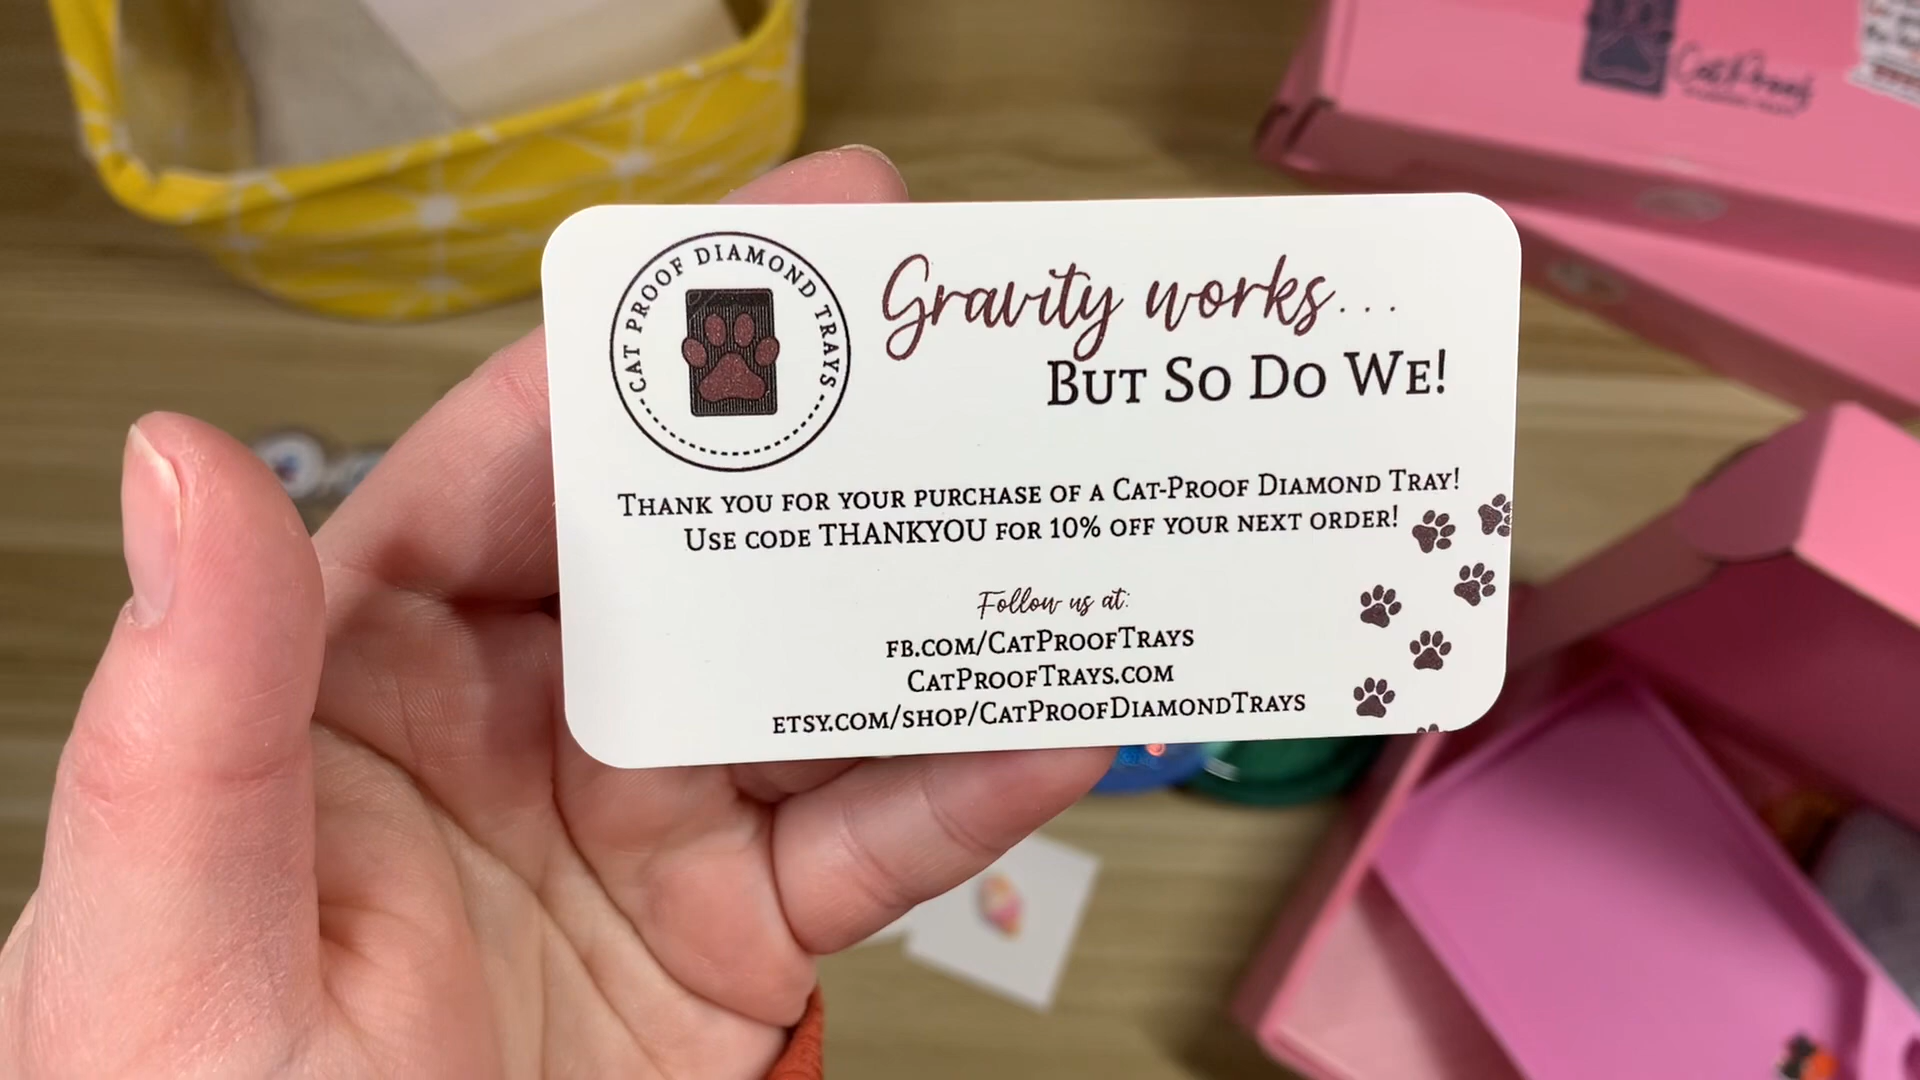 CAT PROOF DIAMOND TRAYS
Gravity works...
BUT SO DO WE!
THANK YOU FOR YOUR PURCHASE OF A CAT-PROOF DIAMOND TRAY!
USE CODE THANKYOU FOR 10% OFF YOUR NEXT ORDER!
Follow us at:
FB.COM/CATPROOFTRAYS
CATPROOFTRAYS.COM
ETSY.COM/SHOP/CATPROOFDIAMONDTRAYS
Cat Proof